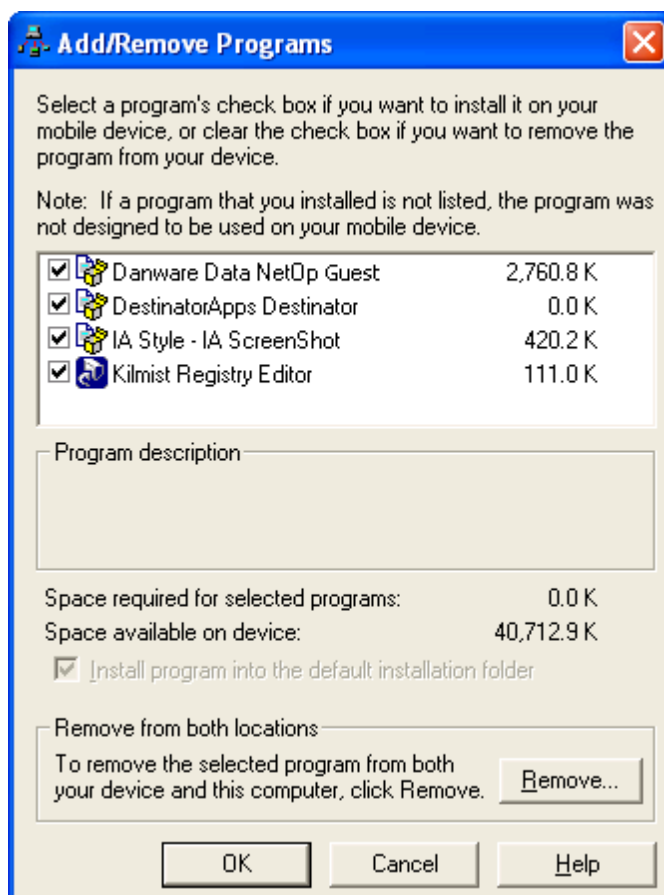 Add/Remove Programs
Select a program's check box if you want to install it on your
mobile device, or clear the check box if you want to remove the
program from your device.
Note: If a program that you installed is not listed, the program was
not designed to be used on your mobile device.
Danware Data NetOp Guest 2,760.8 K
DestinatorApps Destinator 0.0 K
IA Style - IA ScreenShot 420.2 K
Kilmist Registry Editor 111.0 K
Program description
Space required for selected programs: 0.0 K
Space available on device: 40,712.9 K
Install program into the default installation folder
Remove from both locations
To remove the selected program from both
your device and this computer, click Remove.
Remove...
OK Cancel Help